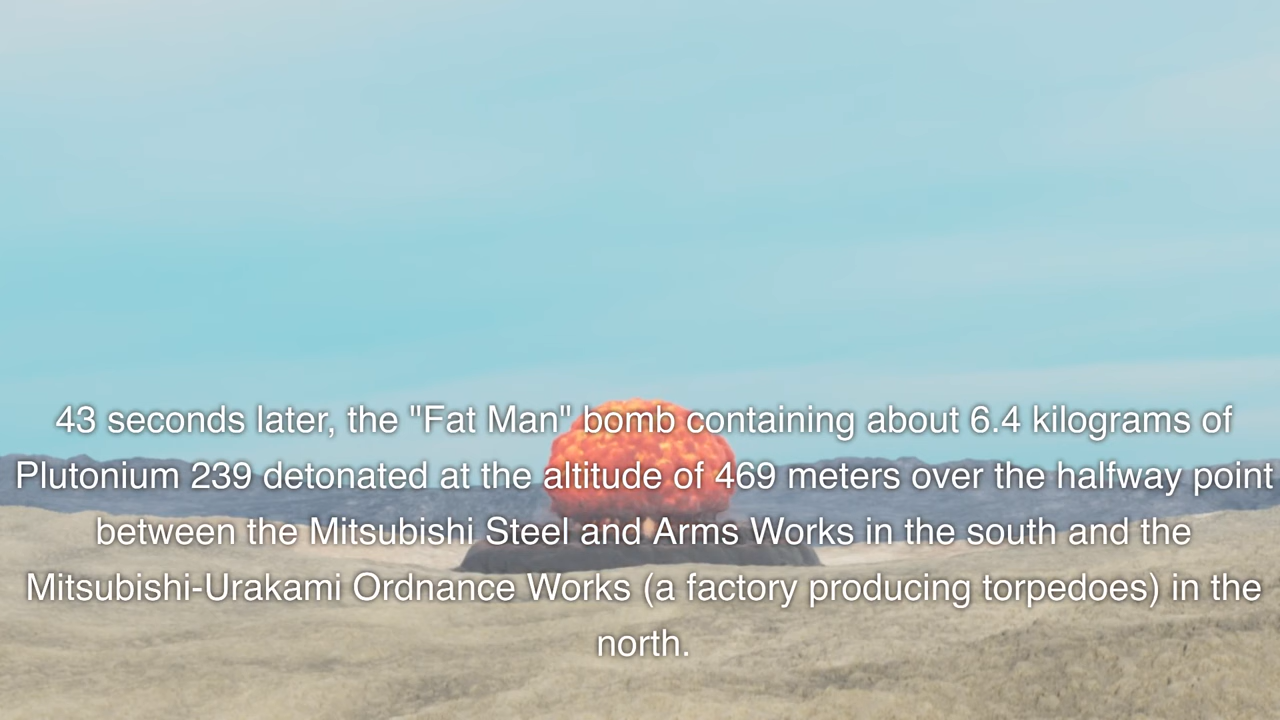 43 seconds later, the "Fat Man" bomb containing about 6.4 kilograms of
Plutonium 239 detonated at the altitude of 469 meters over the halfway point
between the Mitsubishi Steel and Arms Works in the south and the
Mitsubishi-Urakami Ordnance Works (a factory producing torpedoes) in the
north.